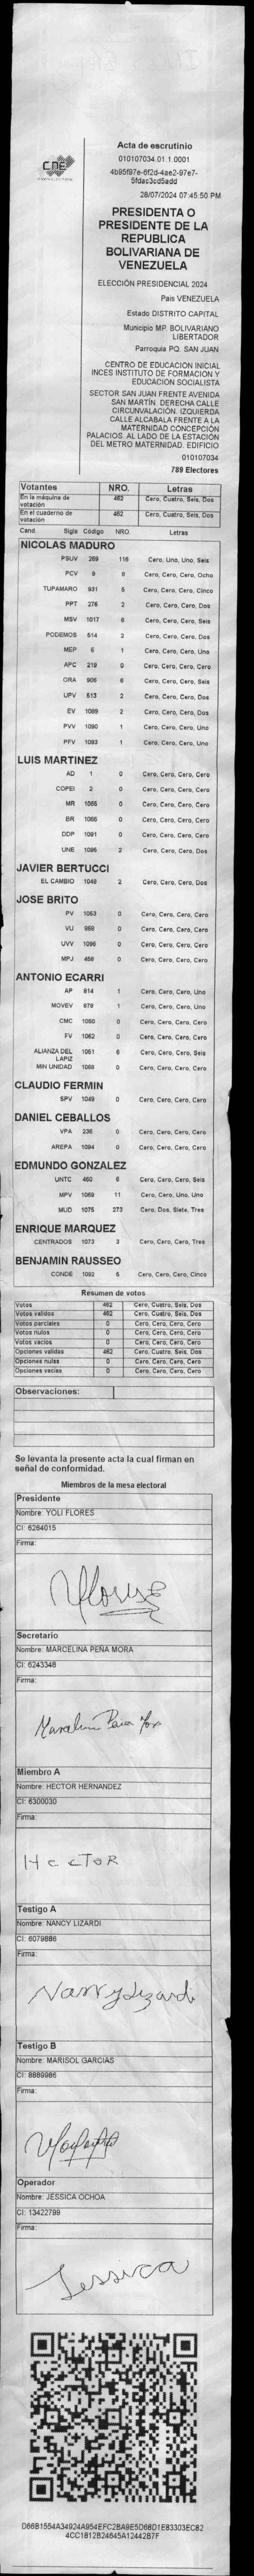 CNE
Acta de escrutinio
010107034.01.1.0001
4b95f97e-6f2d-4ae2-97e7-
5fdac3cd5add
28/07/2024 07:45:50 PM
PRESIDENTA O
PRESIDENTE DE LA
REPUBLICA
BOLIVARIANA DE
VENEZUELA
ELECCIÓN PRESIDENCIAL 2024
Pais VENEZUELA
Estado DISTRITO CAPITAL
Municipio MP. BOLIVARIANO
LIBERTADOR
Parroquia PQ. SAN JUAN
CENTRO DE EDUCACION INICIAL
INCES INSTITUTO DE FORMACION Y
EDUCACION SOCIALISTA
SECTOR SAN JUAN FRENTE AVENIDA
SAN MARTÍN. DERECHA CALLE
CIRCUNVALACIÓN. IZQUIERDA
CALLE ALCABALA FRENTE A LA
MATERNIDAD CONCEPCIÓN
PALACIOS. AL LADO DE LA ESTACIÓN
DEL METRO MATERNIDAD. EDIFICIO
010107034
789 Electores
Votantes NRO. Letras
En la máquina de votación 462 Cero, Cuatro, Seis, Dos
En el cuaderno de votación 462 Cero, Cuatro, Seis, Dos
Cand. Sigla Código NRO. Letras
NICOLAS MADURO
PSUV 269 116 Cero, Uno, Uno, Seis
PCV 9 8 Cero, Cero, Cero, Ocho
TUPAMARO 931 5 Cero, Cero, Cero, Cinco
PPT 276 2 Cero, Cero, Cero, Dos
MSV 1017 6 Cero, Cero, Cero, Seis
PODEMOS 514 2 Cero, Cero, Cero, Dos
MEP 6 1 Cero, Cero, Cero, Uno
APC 219 0 Cero, Cero, Cero, Cero
ORA 906 6 Cero, Cero, Cero, Seis
UPV 513 2 Cero, Cero, Cero, Dos
EV 1089 2 Cero, Cero, Cero, Dos
PVV 1090 1 Cero, Cero, Cero, Uno
PFV 1093 1 Cero, Cero, Cero, Uno
LUIS MARTINEZ
AD 1 0 Cero, Cero, Cero, Cero
COPEI 2 0 Cero, Cero, Cero, Cero
MR 1065 0 Cero, Cero, Cero, Cero
BR 1066 0 Cero, Cero, Cero, Cero
DDP 1091 0 Cero, Cero, Cero, Cero
UNE 1095 2 Cero, Cero, Cero, Dos
JAVIER BERTUCCI
EL CAMBIO 1048 2 Cero, Cero, Cero, Dos
JOSE BRITO
PV 1053 0 Cero, Cero, Cero, Cero
VU 968 0 Cero, Cero, Cero, Cero
UVV 1096 0 Cero, Cero, Cero, Cero
MPJ 458 0 Cero, Cero, Cero, Cero
ANTONIO ECARRI
AP 814 1 Cero, Cero, Cero, Uno
MOVEV 879 1 Cero, Cero, Cero, Uno
CMC 1050 0 Cero, Cero, Cero, Cero
FV 1062 0 Cero, Cero, Cero, Cero
ALIANZA DEL LAPIZ 1051 6 Cero, Cero, Cero, Seis
MIN UNIDAD 1088 0 Cero, Cero, Cero, Cero
CLAUDIO FERMIN
SPV 1049 0 Cero, Cero, Cero, Cero
DANIEL CEBALLOS
VPA 236 0 Cero, Cero, Cero, Cero
AREPA 1094 0 Cero, Cero, Cero, Cero
EDMUNDO GONZALEZ
UNTC 460 6 Cero, Cero, Cero, Seis
MPV 1069 11 Cero, Cero, Uno, Uno
MUD 1075 273 Cero, Dos, Siete, Tres
ENRIQUE MARQUEZ
CENTRADOS 1073 3 Cero, Cero, Cero, Tres
BENJAMIN RAUSSEO
CONDE 1092 5 Cero, Cero, Cero, Cinco
Resumen de votos
Votos 462 Cero, Cuatro, Seis, Dos
Votos validos 462 Cero, Cuatro, Seis, Dos
Votos parciales 0 Cero, Cero, Cero, Cero
Votos nulos 0 Cero, Cero, Cero, Cero
Votos vacios 0 Cero, Cero, Cero, Cero
Opciones validas 462 Cero, Cuatro, Seis, Dos
Opciones nulas 0 Cero, Cero, Cero, Cero
Opciones vacias 0 Cero, Cero, Cero, Cero
Observaciones:
Se levanta la presente acta la cual firman en
señal de conformidad.
Miembros de la mesa electoral
Presidente
Nombre: YOLI FLORES
CI: 6264015
Firma:
Secretario
Nombre: MARCELINA PEÑA MORA
CI: 6243348
Firma:
Marcelina Peña Mora
Miembro A
Nombre: HECTOR HERNANDEZ
CI: 6300030
Firma:
HecToR
Testigo A
Nombre: NANCY LIZARDI
CI: 6079886
Firma:
Nancy Lizardi
Testigo B
Nombre: MARISOL GARCIAS
CI: 8889986
Firma:
Operador
Nombre: JESSICA OCHOA
CI: 13422799
Firma:
Jessica
D66B1554A34924A954EFC2BA9E5D68D1E83303EC82
4CC1812B24645A12442B7F